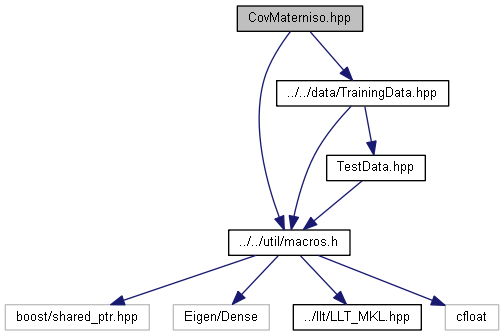 CovMaterniso.hpp
../../data/TrainingData.hpp
TestData.hpp
../../util/macros.h
boost/shared_ptr.hpp
Eigen/Dense
../llt/LLT_MKL.hpp
cfloat